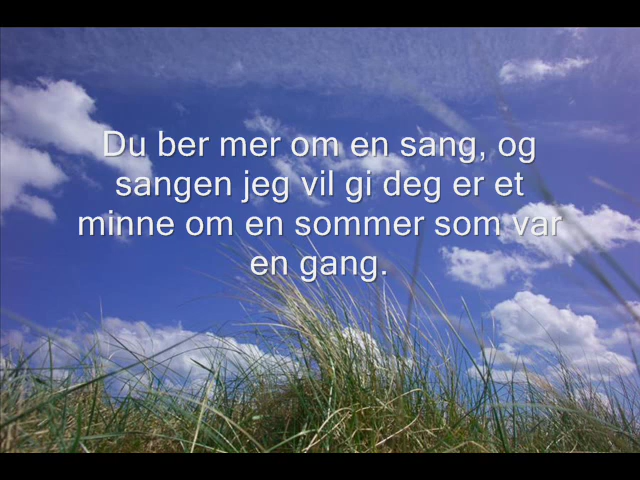 Du ber mer om en sang, og
sangen jeg vil gi deg er et
minne om en sommer som var
en gang.